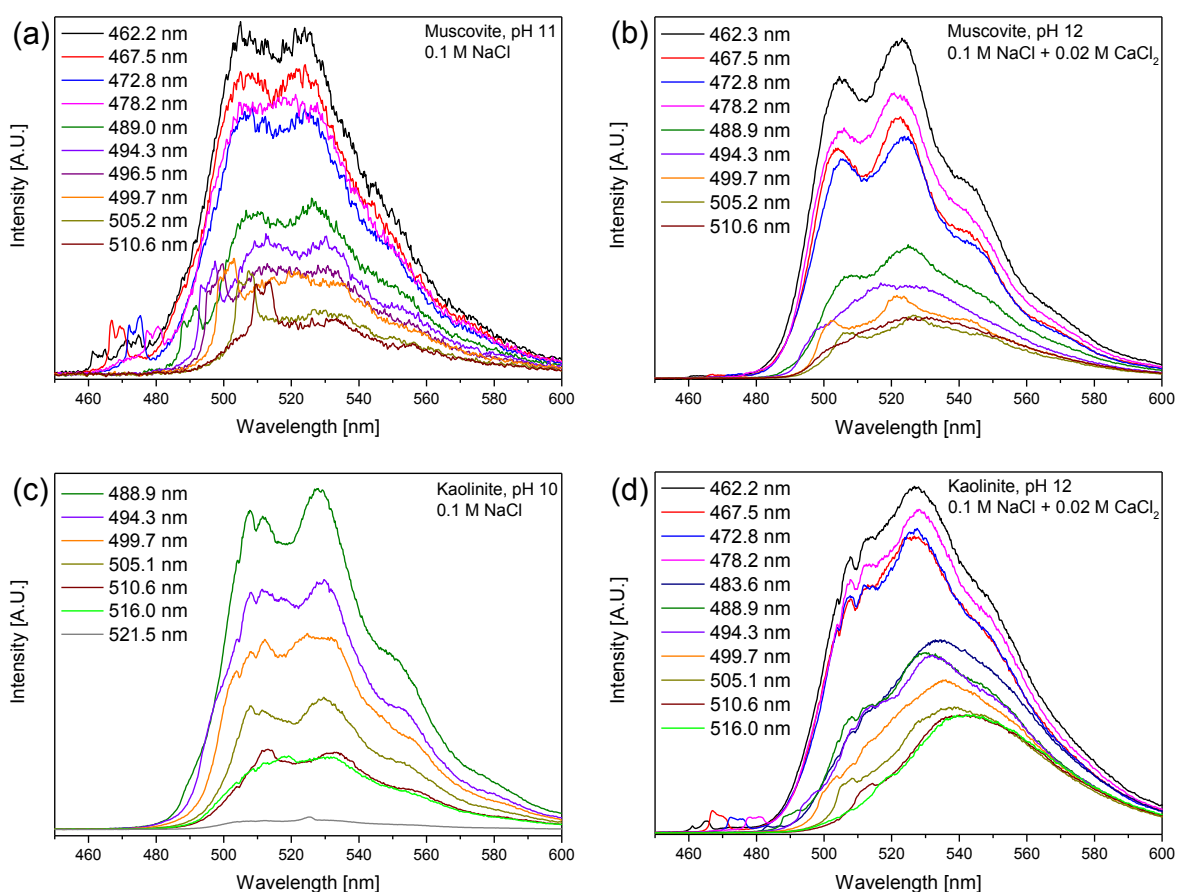 (a)
462.2 nm
467.5 nm
472.8 nm
478.2 nm
489.0 nm
494.3 nm
496.5 nm
499.7 nm
505.2 nm
510.6 nm
Muscovite, pH 11
0.1 M NaCl
Intensity [A.U.]
460 480 500 520 540 560 580 600
Wavelength [nm]
(b)
462.3 nm
467.5 nm
472.8 nm
478.2 nm
488.9 nm
494.3 nm
499.7 nm
505.2 nm
510.6 nm
Muscovite, pH 12
0.1 M NaCl + 0.02 M CaCl₂
Intensity [A.U.]
460 480 500 520 540 560 580 600
Wavelength [nm]
(c)
488.9 nm
494.3 nm
499.7 nm
505.1 nm
510.6 nm
516.0 nm
521.5 nm
Kaolinite, pH 10
0.1 M NaCl
Intensity [A.U.]
460 480 500 520 540 560 580 600
Wavelength [nm]
(d)
462.2 nm
467.5 nm
472.8 nm
478.2 nm
483.6 nm
488.9 nm
494.3 nm
499.7 nm
505.1 nm
510.6 nm
516.0 nm
Kaolinite, pH 12
0.1 M NaCl + 0.02 M CaCl₂
Intensity [A.U.]
460 480 500 520 540 560 580 600
Wavelength [nm]